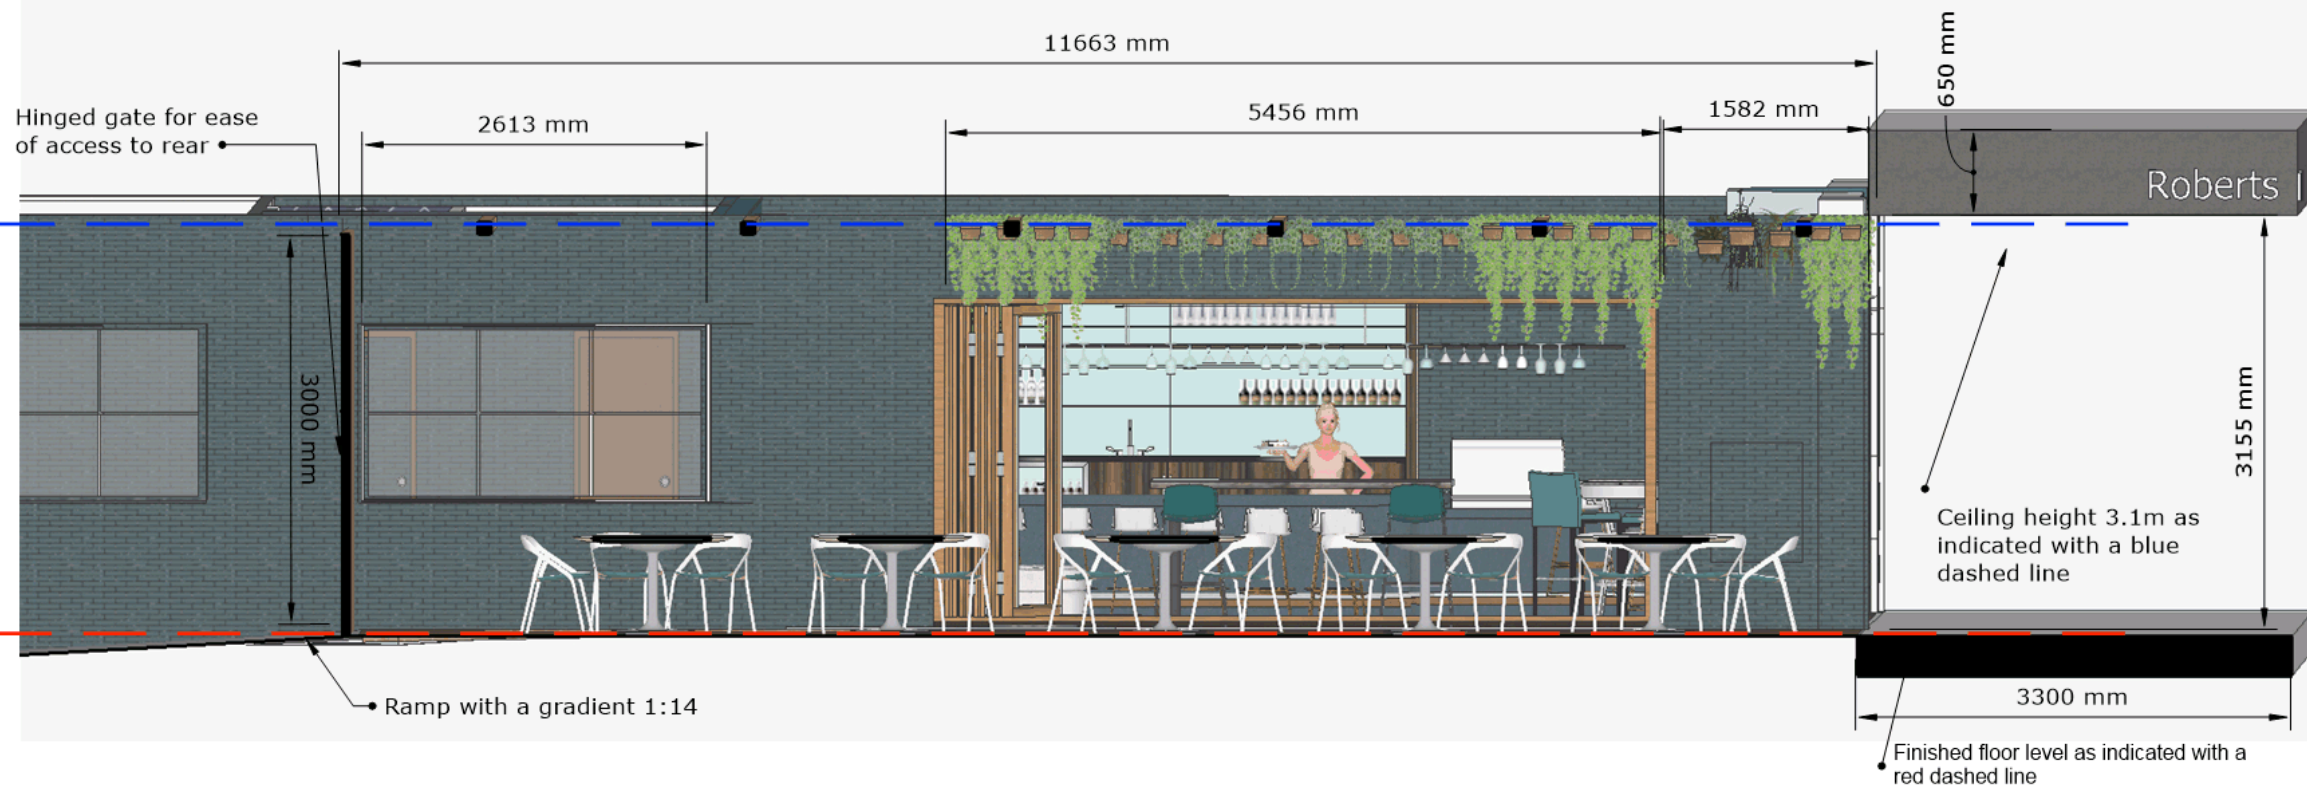 11663 mm
650 mm
Hinged gate for ease
of access to rear
2613 mm
5456 mm
1582 mm
Roberts
3000 mm
3155 mm
Ceiling height 3.1m as
indicated with a blue
dashed line
Ramp with a gradient 1:14
3300 mm
Finished floor level as indicated with a
red dashed line